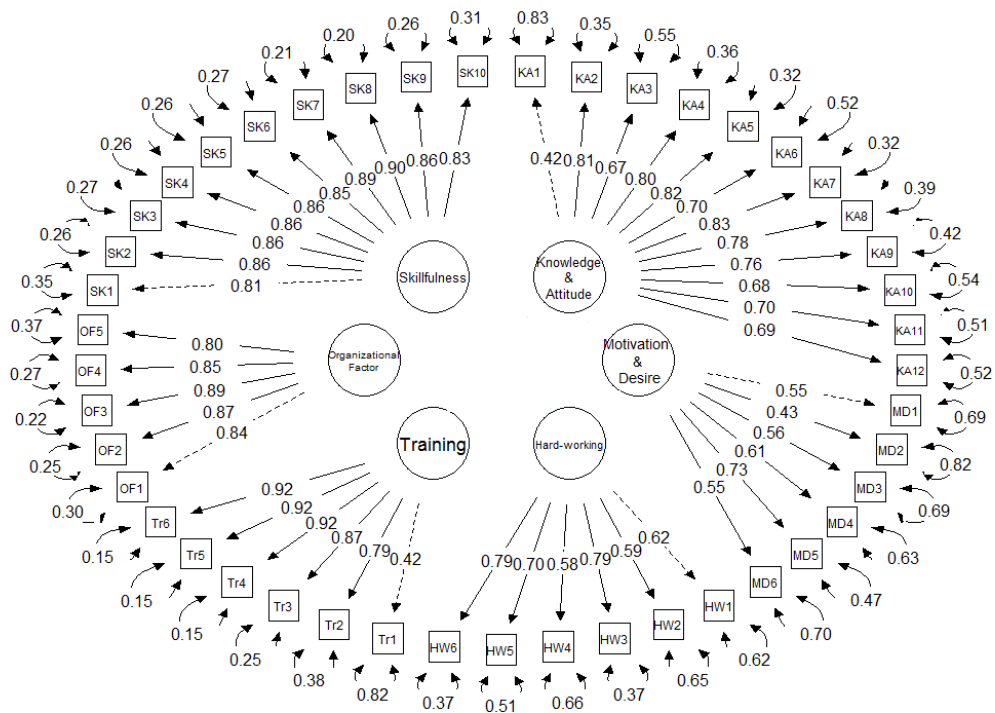 0.26 0.31 0.83 0.35
0.20 0.55
0.21 0.36
0.27 0.32
0.26 0.52
0.26 0.32
0.27 0.39
0.26 0.42
0.35 0.54
0.37 0.51
0.27 0.52
0.22 0.69
0.25 0.82
0.30 0.69
0.15 0.63
0.15 0.47
0.15 0.70
0.25 0.62
0.38 0.65
0.82 0.37 0.51 0.66 0.37
SK10
SK9
SK8
SK7
SK6
SK5
SK4
SK3
SK2
SK1
KA1
KA2
KA3
KA4
KA5
KA6
KA7
KA8
KA9
KA10
KA11
KA12
OF5
OF4
OF3
OF2
OF1
MD1
MD2
MD3
MD4
MD5
MD6
Tr6
Tr5
Tr4
Tr3
Tr2
Tr1
HW6
HW5
HW4
HW3
HW2
HW1
0.83
0.86
0.90
0.89
0.85
0.86
0.86
0.86
0.86
0.81
0.42
0.81
0.67
0.80
0.82
0.70
0.83
0.78
0.76
0.68
0.70
0.69
0.80
0.85
0.89
0.87
0.84
0.55
0.43
0.56
0.61
0.73
0.55
0.92
0.92
0.92
0.87
0.79
0.42
0.79
0.70
0.58
0.79
0.59
0.62
Skillfulness
Knowledge
&
Attitude
Organizational
Factor
Motivation
&
Desire
Training
Hard-working